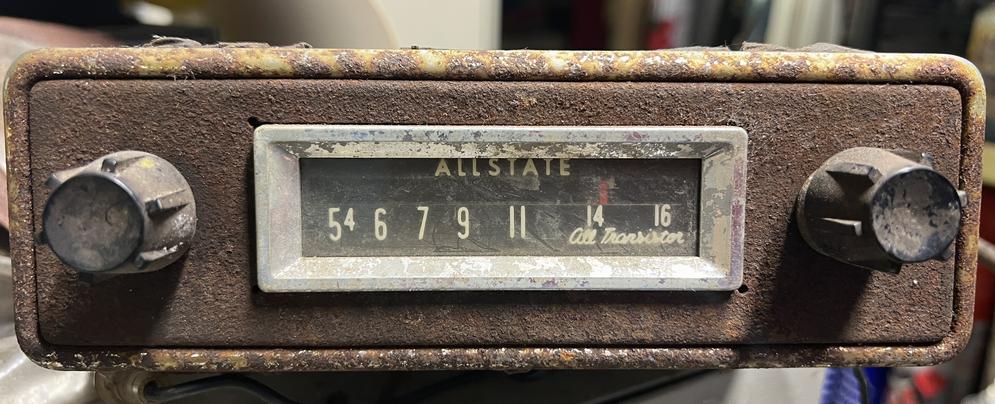 ALLSTATE
54 6 7 9 11 14 16
All Transistor